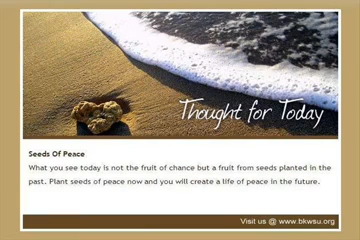 Thought for Today
Seeds Of Peace
What you see today is not the fruit of chance but a fruit from seeds planted in the
past. Plant seeds of peace now and you will create a life of peace in the future.
Visit us @ www.bkwsu.org